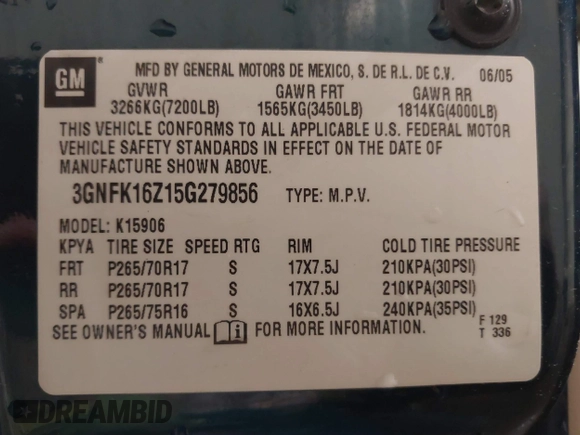 GM
MFD BY GENERAL MOTORS DE MEXICO, S. DE R.L. DE C.V. 06/05
GVWR GAWR FRT GAWR RR
3266KG(7200LB) 1565KG(3450LB) 1814KG(4000LB)
THIS VEHICLE CONFORMS TO ALL APPLICABLE U.S. FEDERAL MOTOR
VEHICLE SAFETY STANDARDS IN EFFECT ON THE DATE OF
MANUFACTURE SHOWN ABOVE.
3GNFK16Z15G279856 TYPE: M.P.V.
MODEL: K15906
KPYA TIRE SIZE SPEED RTG RIM COLD TIRE PRESSURE
FRT P265/70R17 S 17X7.5J 210KPA(30PSI)
RR P265/70R17 S 17X7.5J 210KPA(30PSI)
SPA P265/75R16 S 16X6.5J 240KPA(35PSI)
SEE OWNER'S MANUAL i FOR MORE INFORMATION. F 129
T 336
DREAMBID